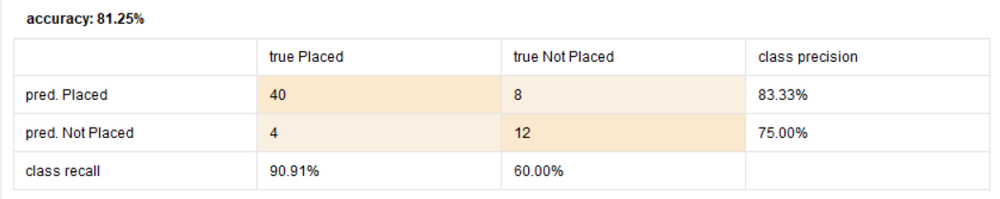 accuracy: 81.25%
true Placed true Not Placed class precision
pred. Placed 40 8 83.33%
pred. Not Placed 4 12 75.00%
class recall 90.91% 60.00%